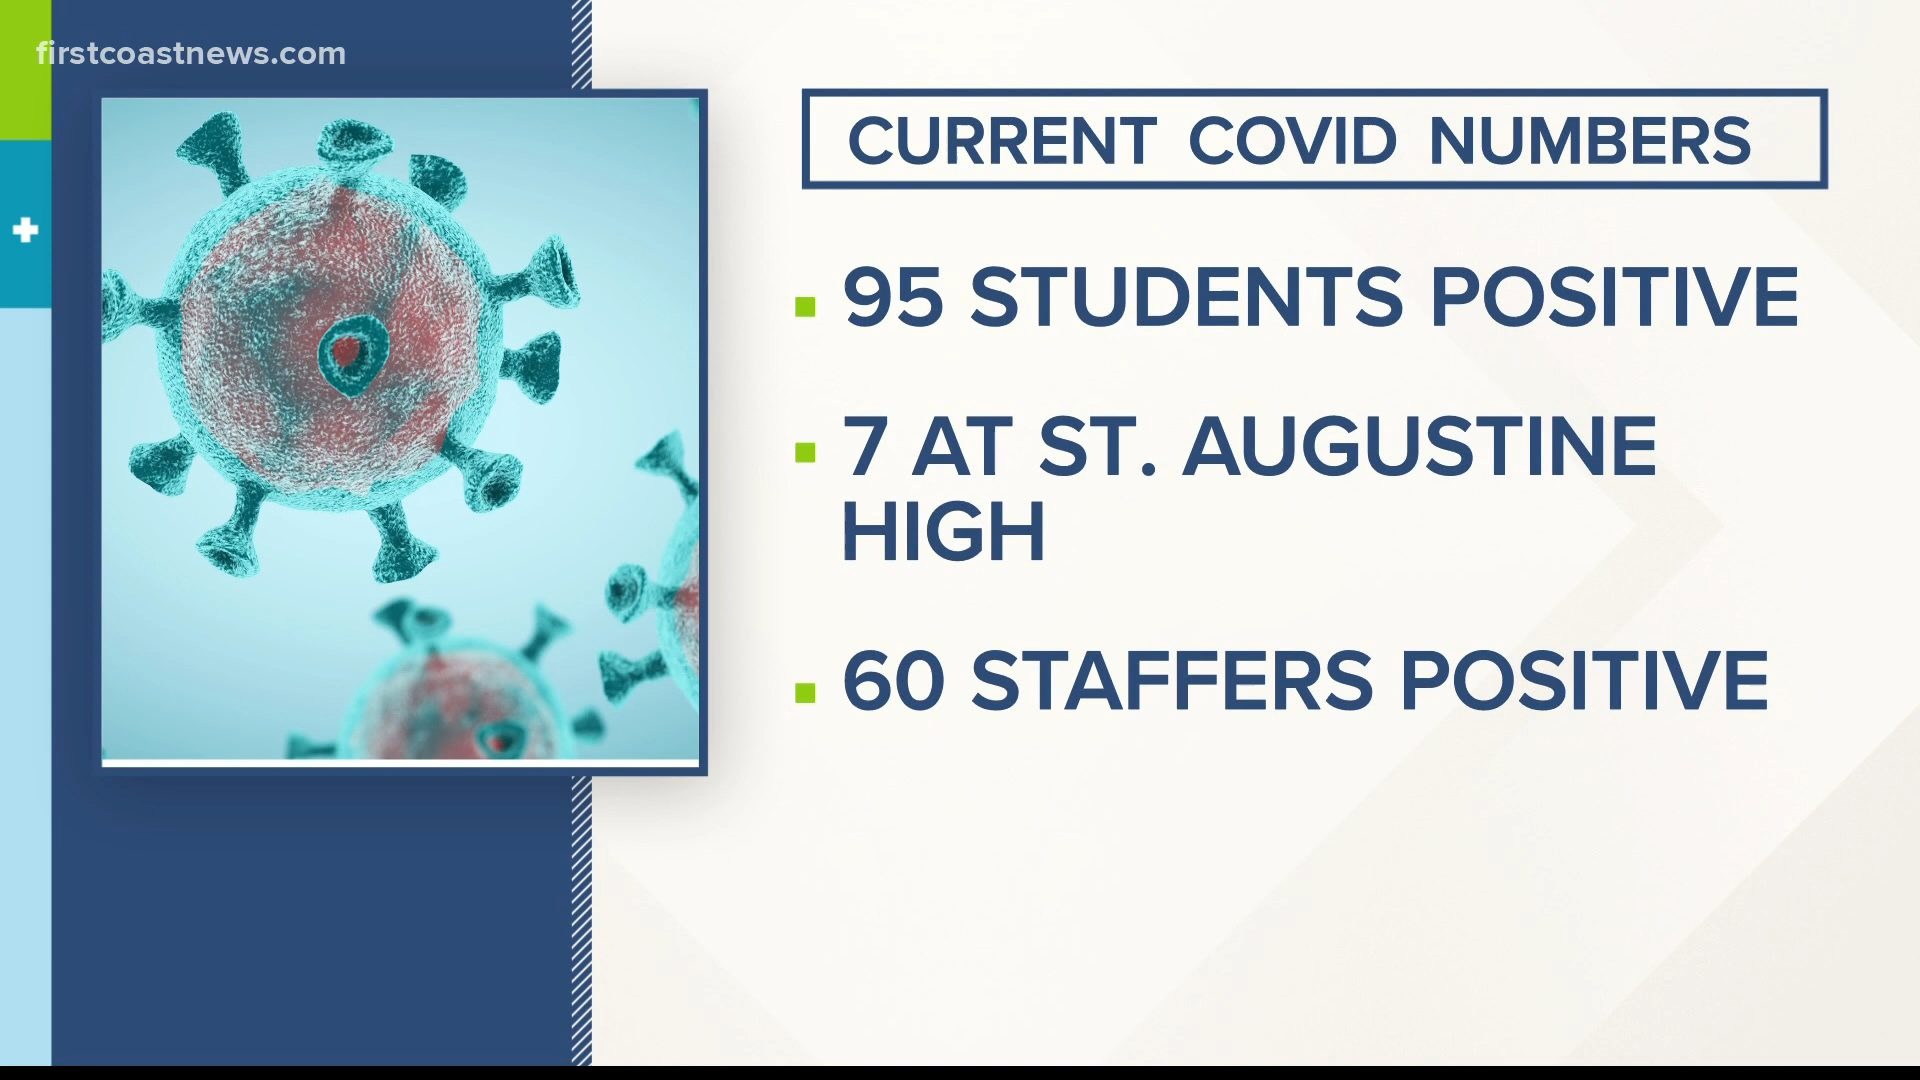 firstcoastnews.com
CURRENT COVID NUMBERS
95 STUDENTS POSITIVE
7 AT ST. AUGUSTINE
HIGH
60 STAFFERS POSITIVE